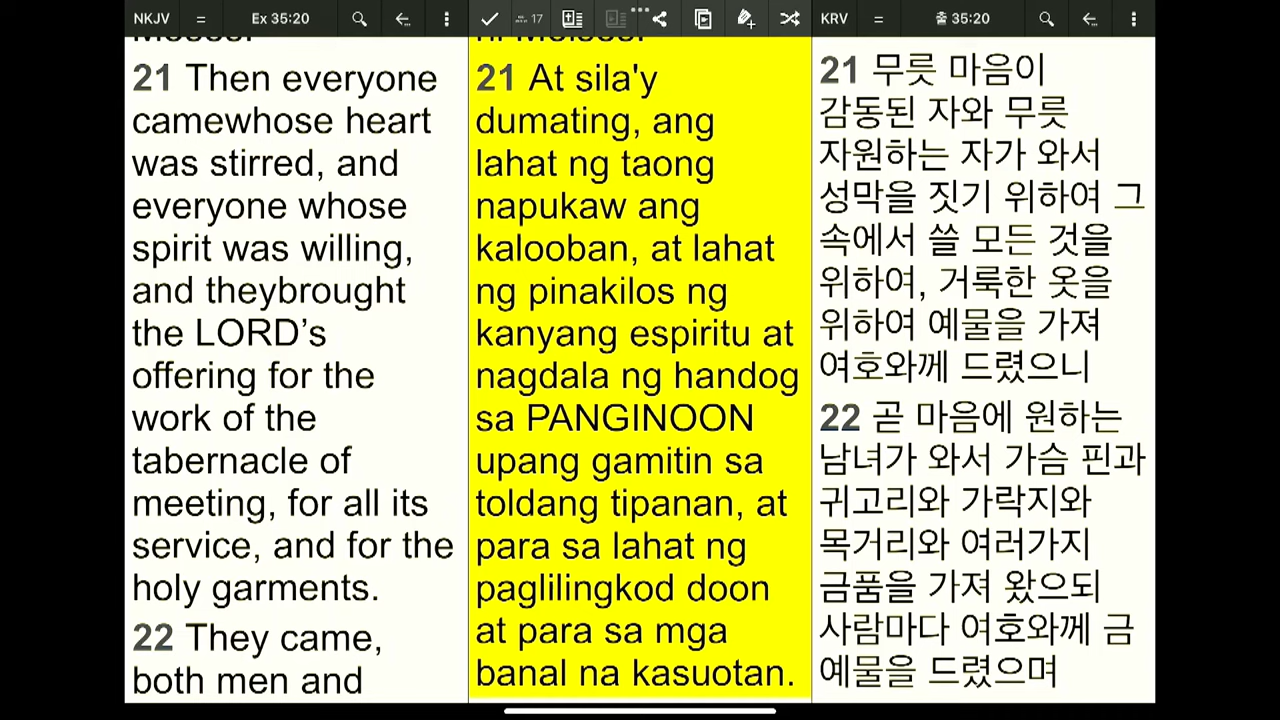 NKJV = Ex 35:20
21 Then everyone
camewhose heart
was stirred, and
everyone whose
spirit was willing,
and theybrought
the LORD’s
offering for the
work of the
tabernacle of
meeting, for all its
service, and for the
holy garments.
22 They came,
both men and
17
21 At sila'y
dumating, ang
lahat ng taong
napukaw ang
kalooban, at lahat
ng pinakilos ng
kanyang espiritu at
nagdala ng handog
sa PANGINOON
upang gamitin sa
toldang tipanan, at
para sa lahat ng
paglilingkod doon
at para sa mga
banal na kasuotan.
KRV = 출 35:20
21 무릇 마음이
감동된 자와 무릇
자원하는 자가 와서
성막을 짓기 위하여 그
속에서 쓸 모든 것을
위하여, 거룩한 옷을
위하여 예물을 가져
여호와께 드렸으니
22 곧 마음에 원하는
남녀가 와서 가슴 핀과
귀고리와 가락지와
목거리와 여러가지
금품을 가져 왔으되
사람마다 여호와께 금
예물을 드렸으며